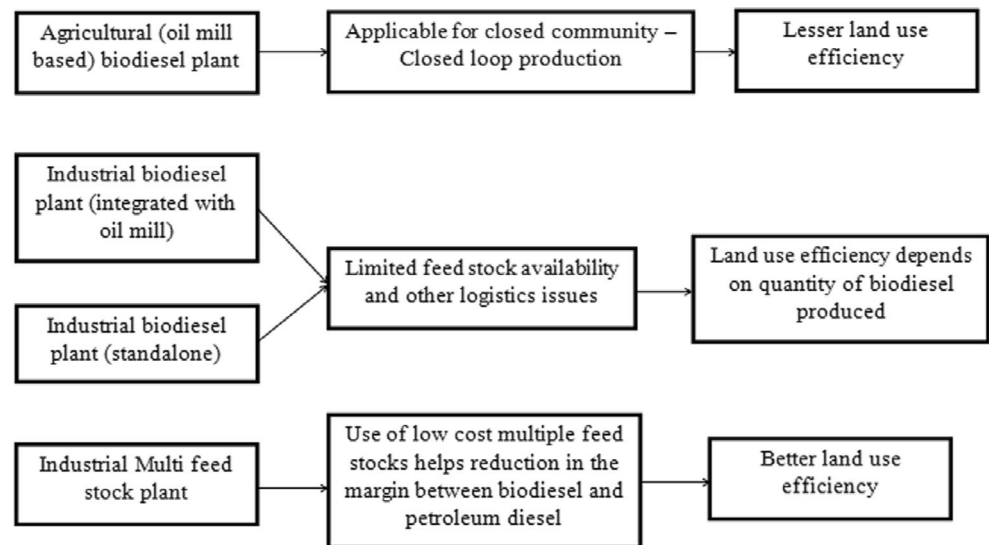 Agricultural (oil mill
based) biodiesel plant
Applicable for closed community –
Closed loop production
Lesser land use
efficiency
Industrial biodiesel
plant (integrated with
oil mill)
Industrial biodiesel
plant (standalone)
Limited feed stock availability
and other logistics issues
Land use efficiency depends
on quantity of biodiesel
produced
Industrial Multi feed
stock plant
Use of low cost multiple feed
stocks helps reduction in the
margin between biodiesel and
petroleum diesel
Better land use
efficiency